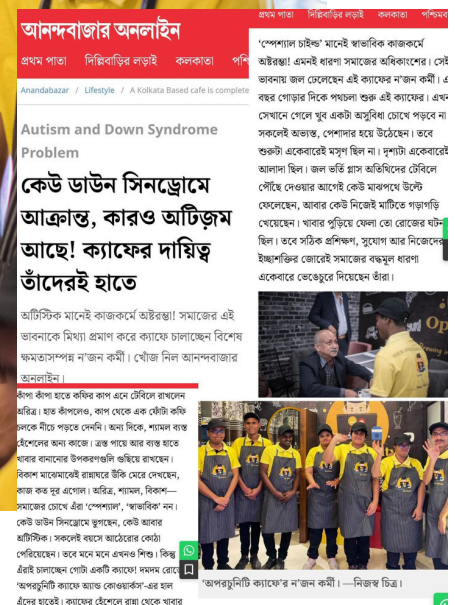 আনন্দবাজার অনলাইন
প্রথম পাতা দিল্লিবাড়ির লড়াই কলকাতা পশ্চি
Anandabazar / Lifestyle / A Kolkata Based cafe is complete
Autism and Down Syndrome
Problem
কেউ ডাউন সিনড্রোমে
আক্রান্ত, কারও অটিজ়ম
আছে! ক্যাফের দায়িত্ব
তাঁদেরই হাতে
অটিস্টিক মানেই কাজকর্মে অষ্টরম্ভা! সমাজের এই
ভাবনাকে মিথ্যা প্রমাণ করে ক্যাফে চালাচ্ছেন বিশেষ
ক্ষমতাসম্পন্ন ন’জন কর্মী। খোঁজ নিল আনন্দবাজার
অনলাইন।
কাঁপা কাঁপা হাতে কফির কাপ এনে টেবিলে রাখলেন
অরিত্র। হাত কাঁপলেও, কাপ থেকে এক ফোঁটা কফি
চলকে নীচে পড়তে দেননি। অন্য দিকে, শ্যামল ব্যস্ত
হেঁশেলের অন্য কাজে। ত্রস্ত পায়ে আর ব্যস্ত হাতে
খাবার বানানোর উপকরণগুলি গুছিয়ে রাখছেন।
বিকাশ মাঝেমাঝেই রান্নাঘরে উঁকি মেরে দেখছেন,
কাজ কত দূর এগোল। অরিত্র, শ্যামল, বিকাশ—
সমাজের চোখে এঁরা ‘স্পেশ্যাল’, ‘স্বাভাবিক’ নন।
কেউ ডাউন সিনড্রোমে ভুগছেন, কেউ আবার
অটিস্টিক। সকলেই বয়সে আঠেরোর কোঠা
পেরিয়েছেন। তবে মনে মনে এখনও শিশু। কিন্তু
এঁরাই চালাচ্ছেন গোটা একটি ক্যাফে! দমদম রোডে
‘অপরচুনিটি ক্যাফে অ্যান্ড কোওয়ার্কস’-এর হাল
এঁদের হাতেই। ক্যাফের হেঁশেলে রান্না থেকে খাবার
প্রথম পাতা দিল্লিবাড়ির লড়াই কলকাতা পশ্চিমব
‘স্পেশ্যাল চাইল্ড’ মানেই স্বাভাবিক কাজকর্মে
অষ্টরম্ভা! এমনই ধারণা সমাজের অধিকাংশের। সেই
ভাবনায় জল ঢেলেছেন এই ক্যাফের ন’জন কর্মী। এ
বছর গোড়ার দিকে পথচলা শুরু এই ক্যাফের। এখন
সেখানে গেলে খুব একটা অসুবিধা চোখে পড়বে না
সকলেই অভ্যস্ত, পেশাদার হয়ে উঠেছেন। তবে
শুরুটা একেবারেই মসৃণ ছিল না। দৃশ্যটা একেবারেই
আলাদা ছিল। জল ভর্তি গ্লাস অতিথিদের টেবিলে
পৌঁছে দেওয়ার আগেই কেউ মাঝপথে উল্টে
ফেলেছেন, আবার কেউ নিজেই মাটিতে গড়াগড়ি
খেয়েছেন। খাবার পুড়িয়ে ফেলা তো রোজের ঘটন
ছিল। তবে সঠিক প্রশিক্ষণ, সুযোগ আর নিজেদের
ইচ্ছাশক্তির জোরেই সমাজের বদ্ধমূল ধারণা
একেবারে ভেঙেচুরে দিয়েছেন তাঁরা।
Op
‘অপরচুনিটি ক্যাফে’র ন’জন কর্মী। —নিজস্ব চিত্র।